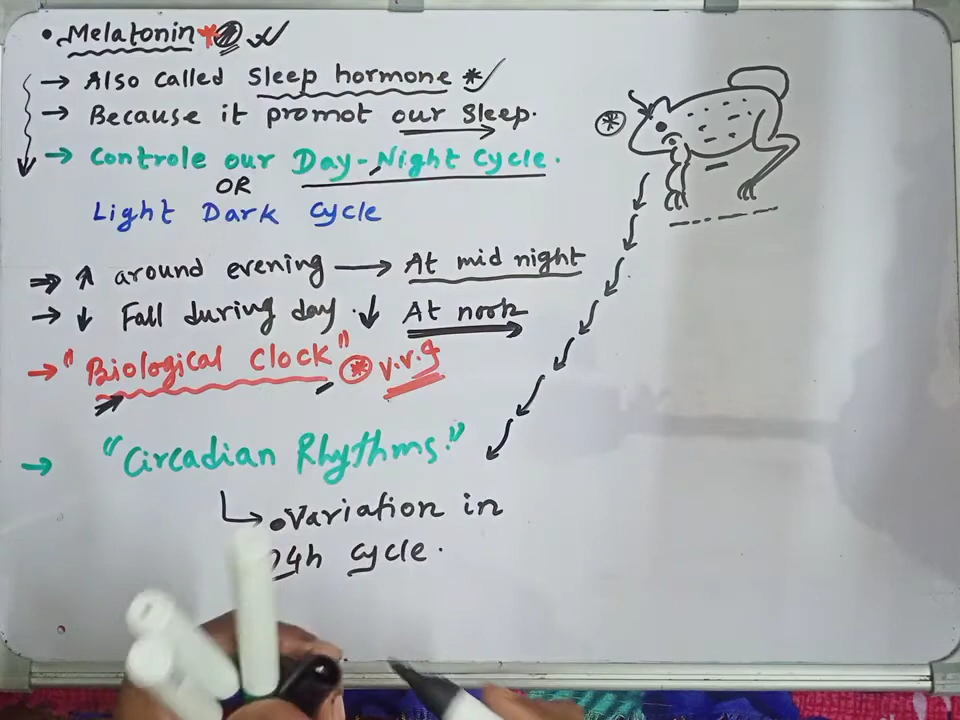 • Melatonin
→ Also called Sleep hormone
→ Because it promot our Sleep.
→ Controle our Day-Night Cycle.
OR
Light Dark Cycle
⇒ ↑ around evening → At mid night
→ ↓ Fall during day. ↓ At noon
→ "Biological Clock" V.V.I
→ "Circadian Rhythms."
↳ • Variation in
24h cycle.